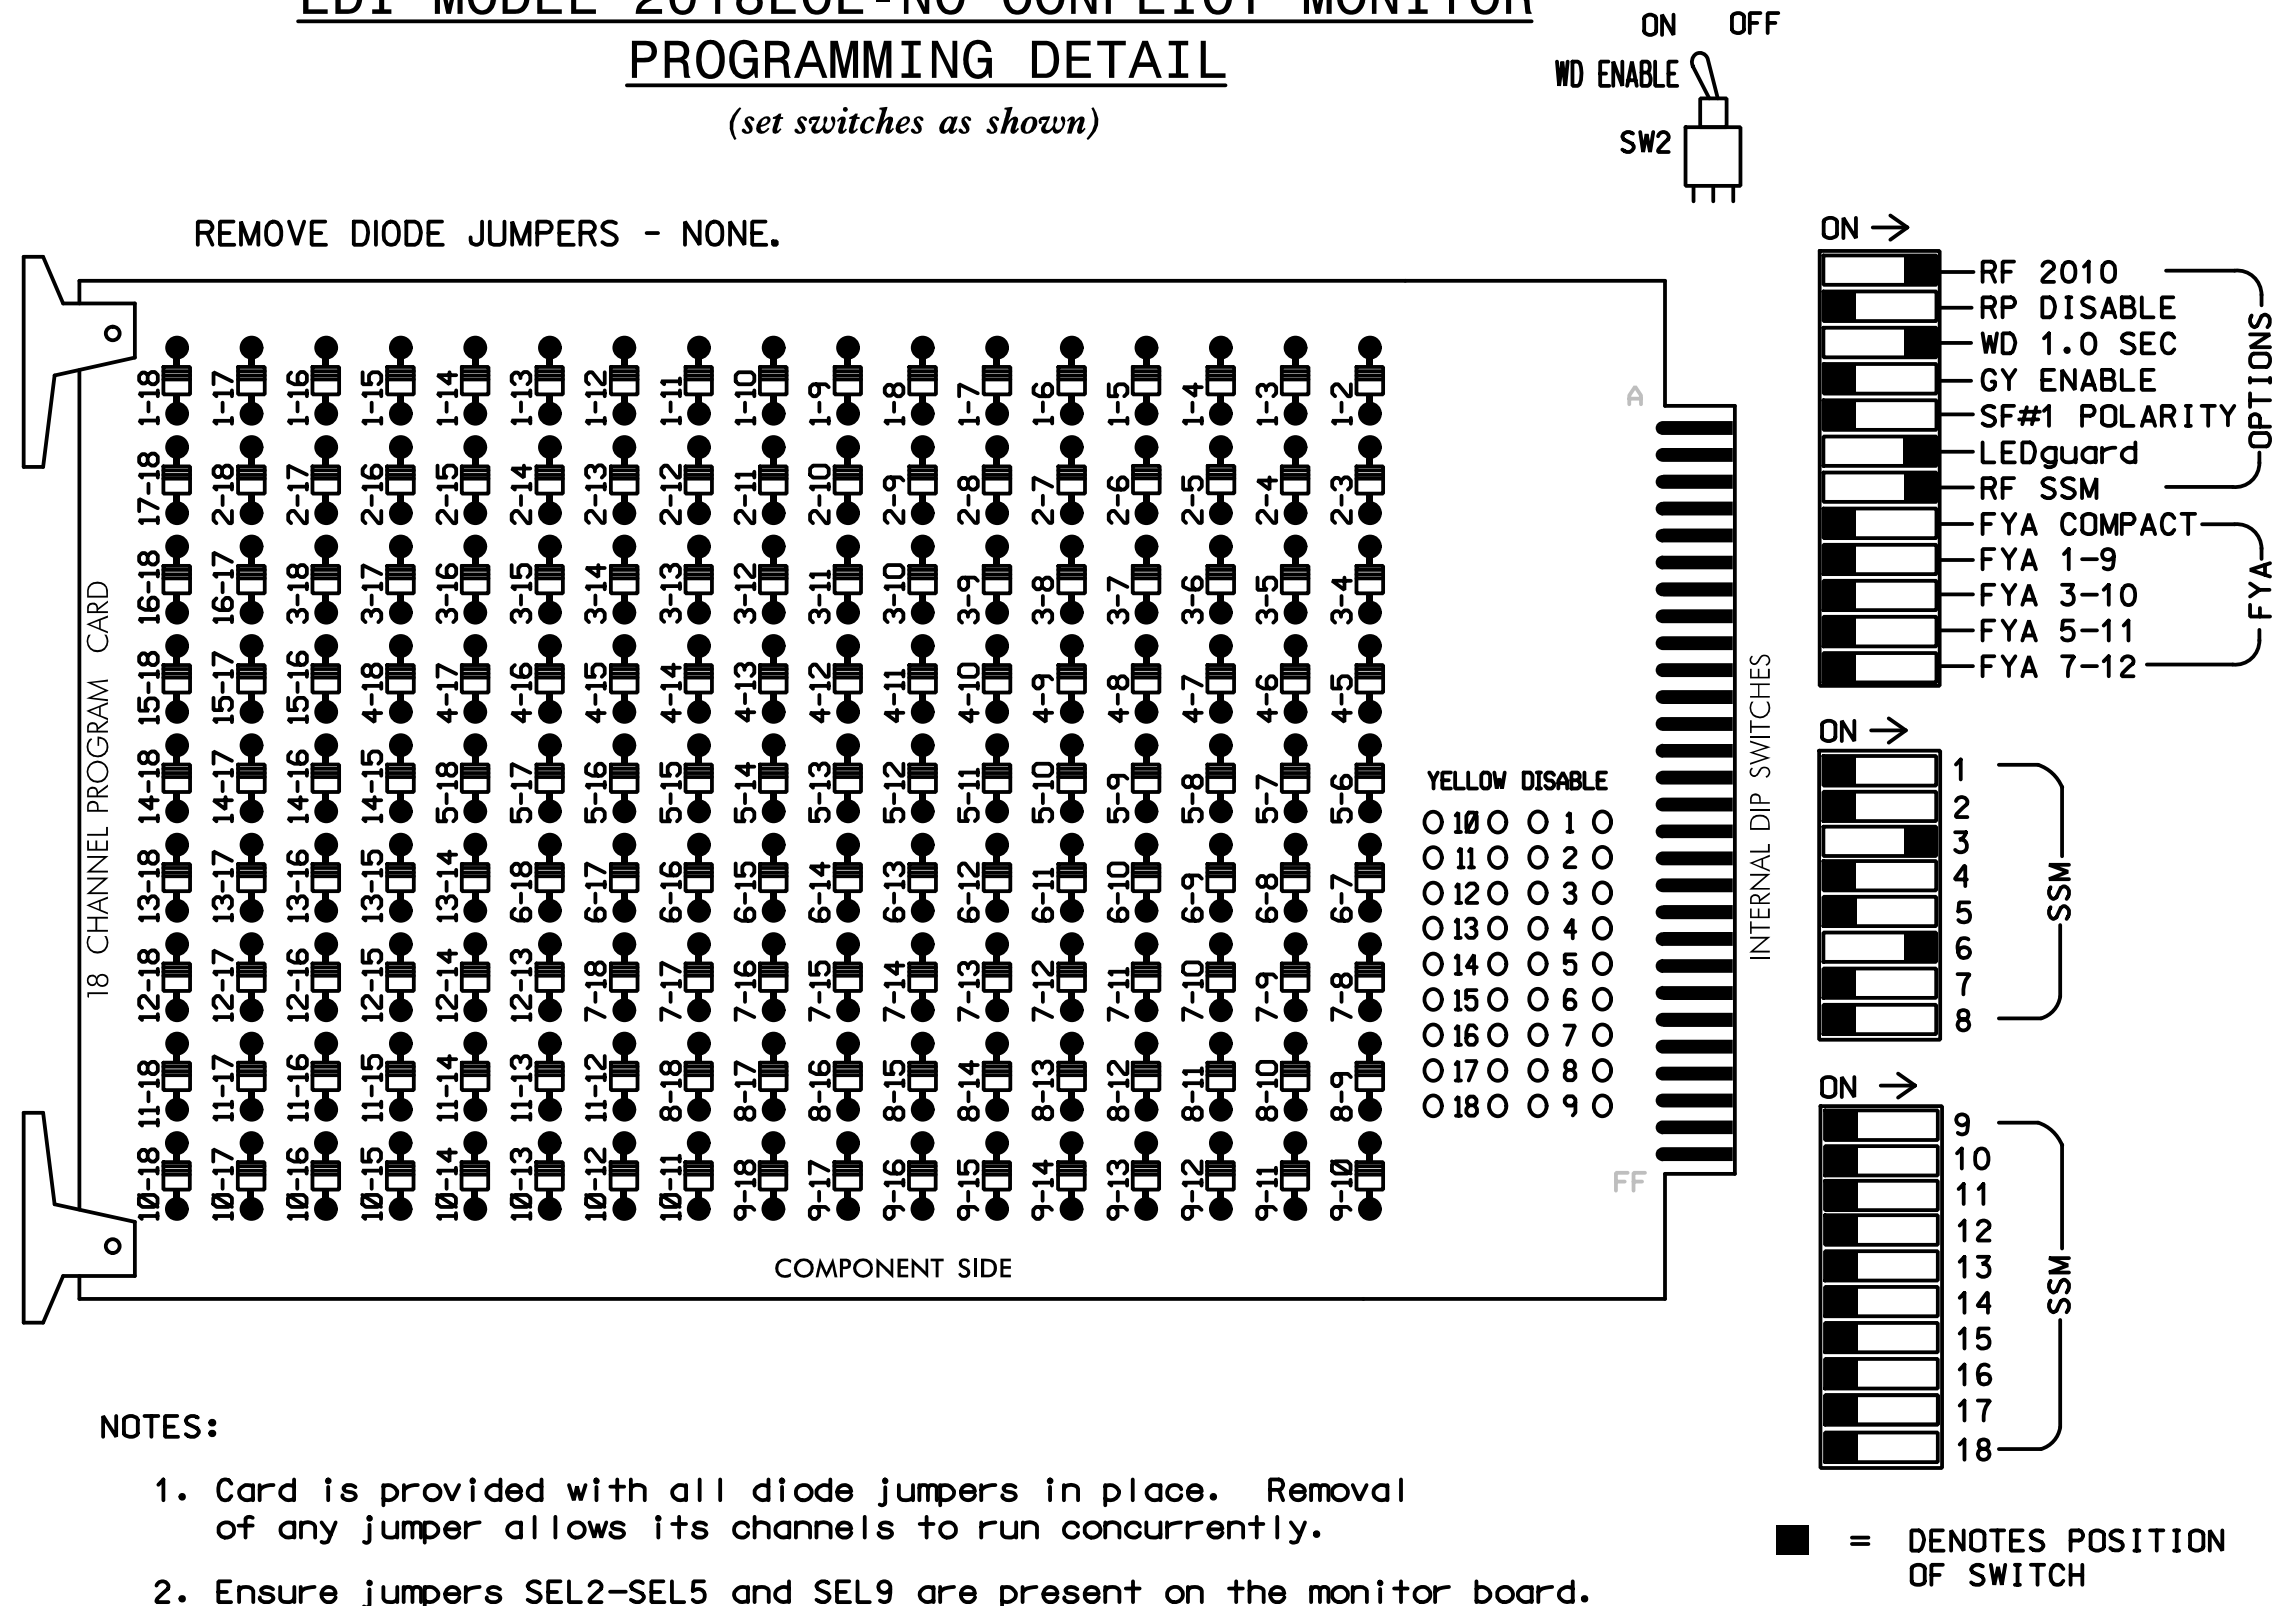 EDI MODEL 2018ECL-NC CONFLICT MONITOR
PROGRAMMING DETAIL
(set switches as shown)
ON OFF
WD ENABLE
SW2
REMOVE DIODE JUMPERS - NONE.
18 CHANNEL PROGRAM CARD
1-18 1-17 1-16 1-15 1-14 1-13 1-12 1-11 1-10 1-9 1-8 1-7 1-6 1-5 1-4 1-3 1-2
17-18 2-18 2-17 2-16 2-15 2-14 2-13 2-12 2-11 2-10 2-9 2-8 2-7 2-6 2-5 2-4 2-3
16-18 16-17 3-18 3-17 3-16 3-15 3-14 3-13 3-12 3-11 3-10 3-9 3-8 3-7 3-6 3-5 3-4
15-18 15-17 15-16 4-18 4-17 4-16 4-15 4-14 4-13 4-12 4-11 4-10 4-9 4-8 4-7 4-6 4-5
14-18 14-17 14-16 14-15 5-18 5-17 5-16 5-15 5-14 5-13 5-12 5-11 5-10 5-9 5-8 5-7 5-6
13-18 13-17 13-16 13-15 13-14 6-18 6-17 6-16 6-15 6-14 6-13 6-12 6-11 6-10 6-9 6-8 6-7
12-18 12-17 12-16 12-15 12-14 12-13 7-18 7-17 7-16 7-15 7-14 7-13 7-12 7-11 7-10 7-9 7-8
11-18 11-17 11-16 11-15 11-14 11-13 11-12 8-18 8-17 8-16 8-15 8-14 8-13 8-12 8-11 8-10 8-9
10-18 10-17 10-16 10-15 10-14 10-13 10-12 10-11 9-18 9-17 9-16 9-15 9-14 9-13 9-12 9-11 9-10
COMPONENT SIDE
A
FF
YELLOW DISABLE
10 1
11 2
12 3
13 4
14 5
15 6
16 7
17 8
18 9
INTERNAL DIP SWITCHES
ON →
RF 2010
RP DISABLE
WD 1.0 SEC
GY ENABLE
SF#1 POLARITY
LEDguard
RF SSM
OPTIONS
FYA COMPACT
FYA 1-9
FYA 3-10
FYA 5-11
FYA 7-12
FYA
ON →
1
2
3
4
5
6
7
8
SSM
ON →
9
10
11
12
13
14
15
16
17
18
SSM
■ = DENOTES POSITION
OF SWITCH
NOTES:
1. Card is provided with all diode jumpers in place. Removal
of any jumper allows its channels to run concurrently.
2. Ensure jumpers SEL2-SEL5 and SEL9 are present on the monitor board.